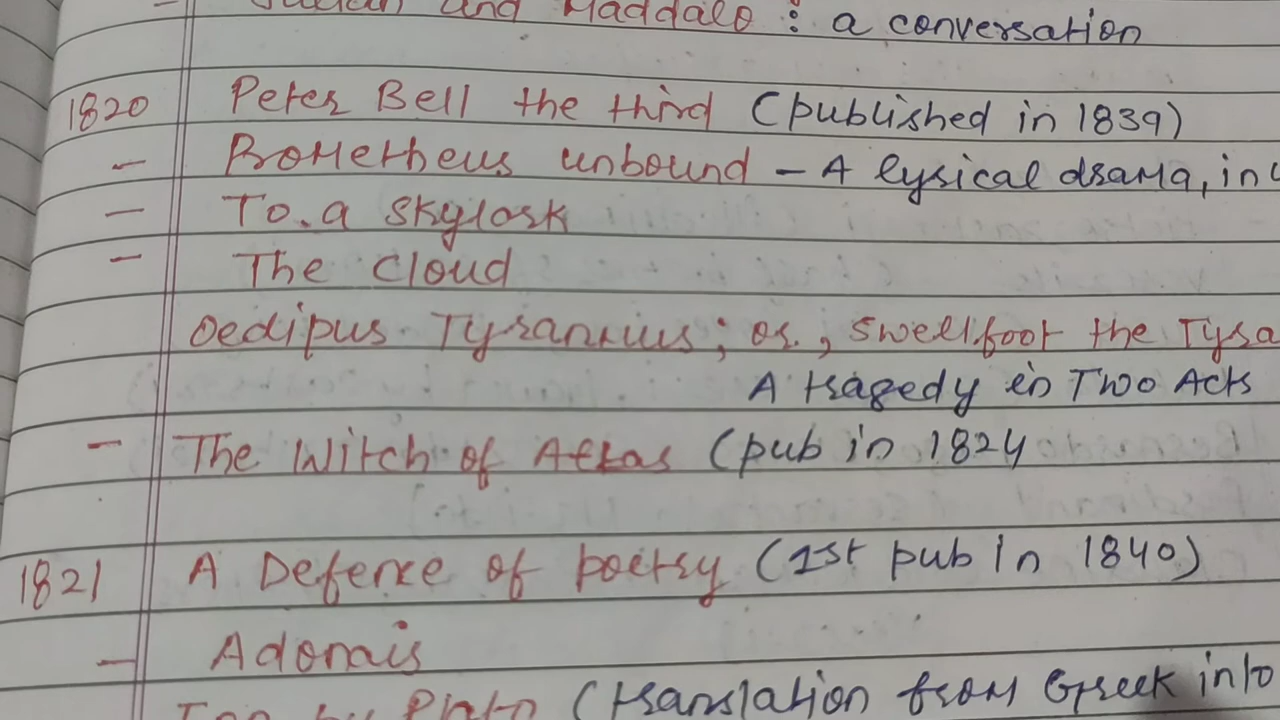 and Maddalo : a conversation
1820 Peter Bell the third (published in 1839)
- Prometheus unbound - A lyrical drama, in
- To a Skylark
- The Cloud
Oedipus Tyrannus; or, Swellfoot the Tyra
A tragedy in Two Acts
- The Witch of Atlas (pub in 1824
1821 A Defence of poetry (1st pub In 1840)
- Adonais
Ion by Plato (translation from Greek into